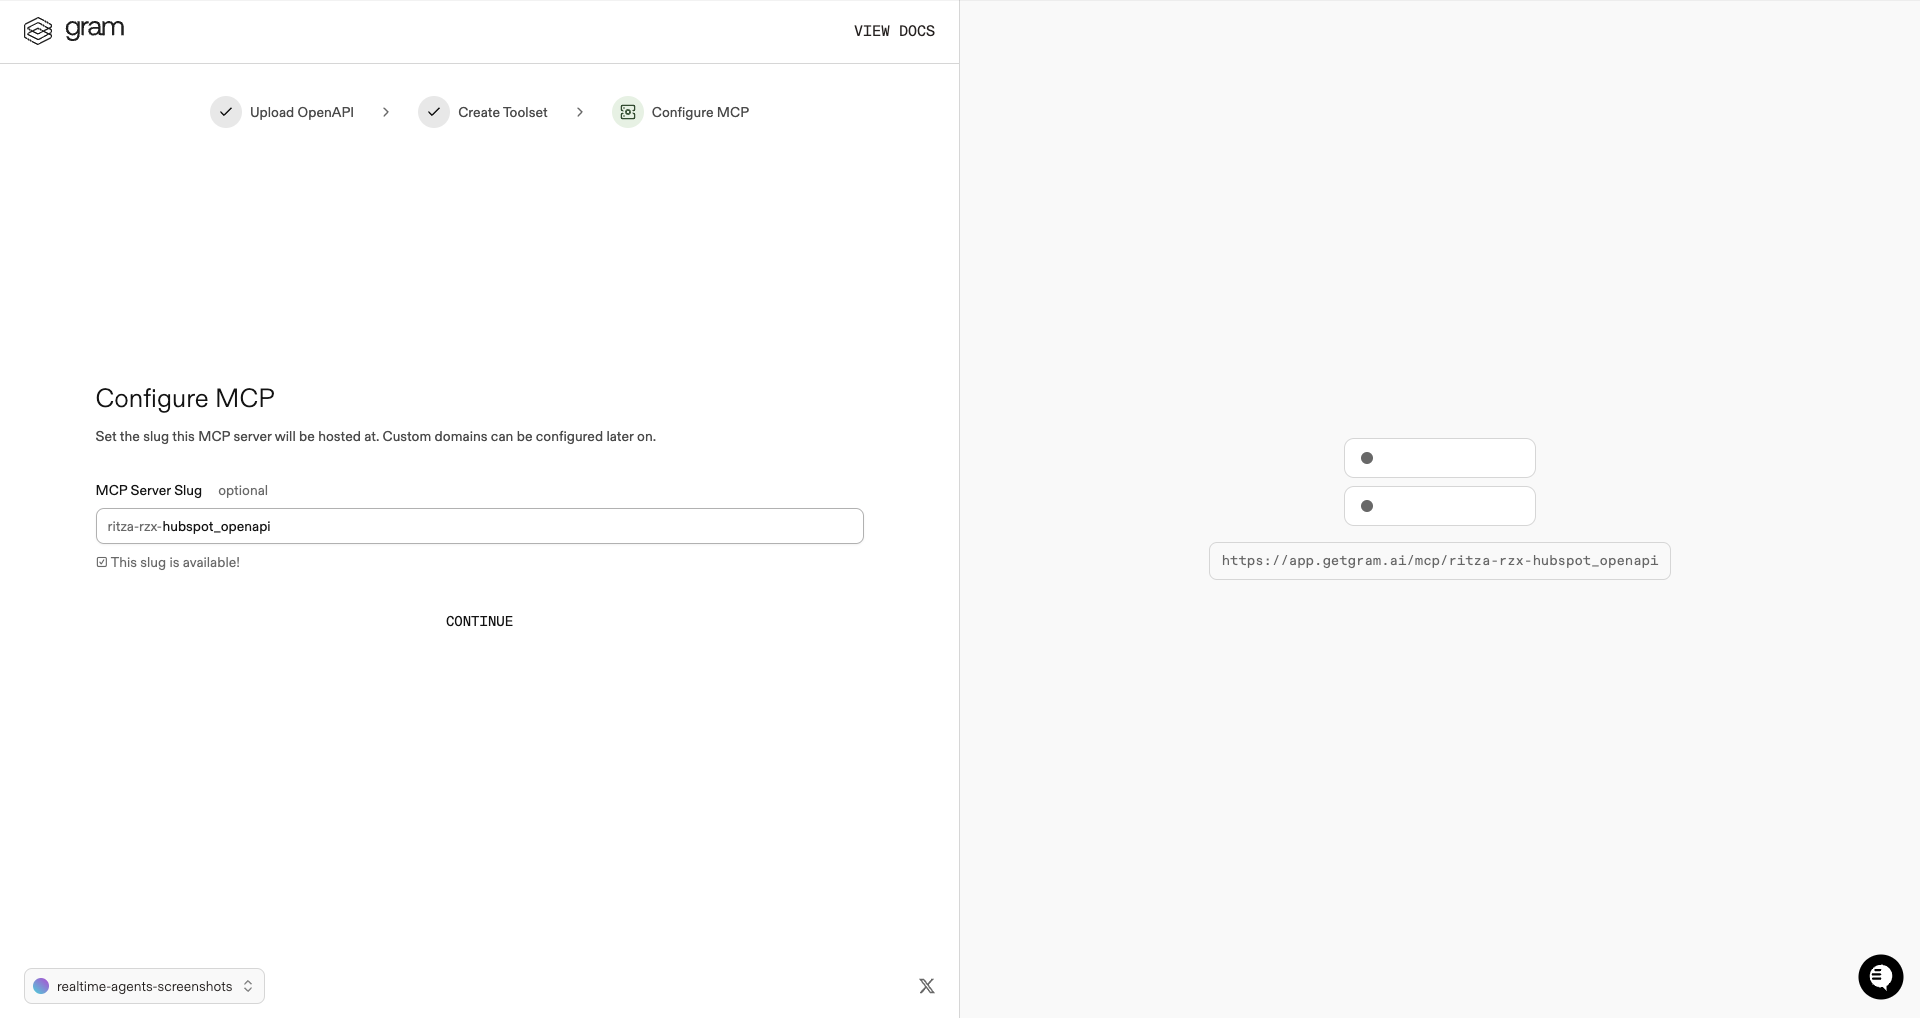 gram
VIEW DOCS
Upload OpenAPI
Create Toolset
Configure MCP
Configure MCP
Set the slug this MCP server will be hosted at. Custom domains can be configured later on.
MCP Server Slug optional
ritza-rzx-hubspot_openapi
This slug is available!
CONTINUE
https://app.getgram.ai/mcp/ritza-rzx-hubspot_openapi
realtime-agents-screenshots